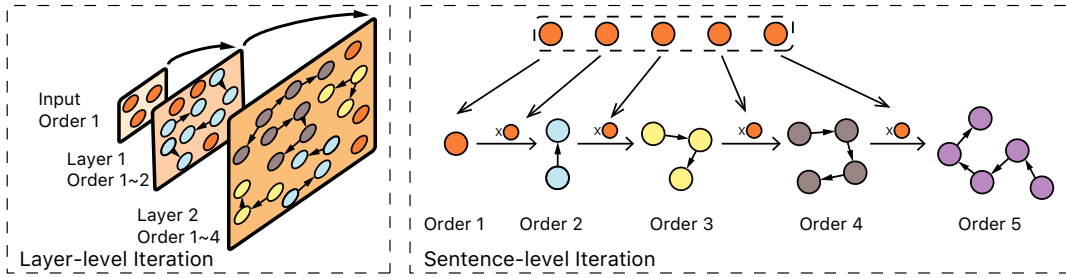 Input
Order 1
Layer 1
Order 1~2
Layer 2
Order 1~4
Layer-level Iteration
x
x
x
x
Order 1
Order 2
Order 3
Order 4
Order 5
Sentence-level Iteration